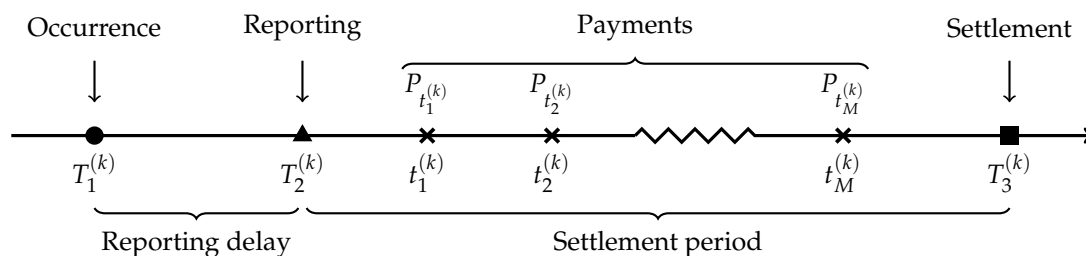 Occurrence Reporting Payments Settlement
P_{t_1^{(k)}} P_{t_2^{(k)}} P_{t_M^{(k)}}
T_1^{(k)} T_2^{(k)} t_1^{(k)} t_2^{(k)} t_M^{(k)} T_3^{(k)}
Reporting delay Settlement period